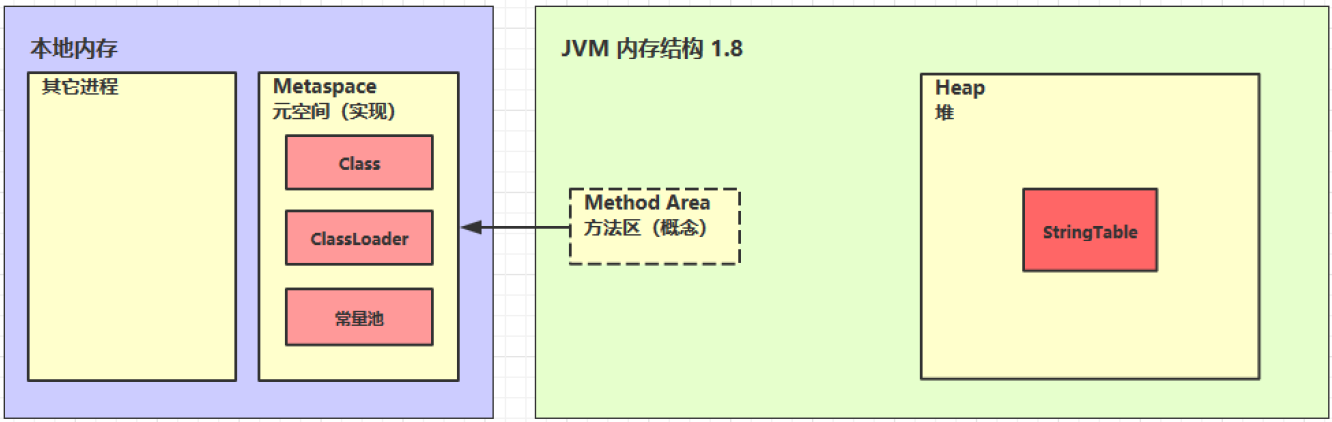 本地内存
其它进程
Metaspace
元空间（实现）
Class
ClassLoader
常量池
JVM 内存结构 1.8
Method Area
方法区（概念）
Heap
堆
StringTable